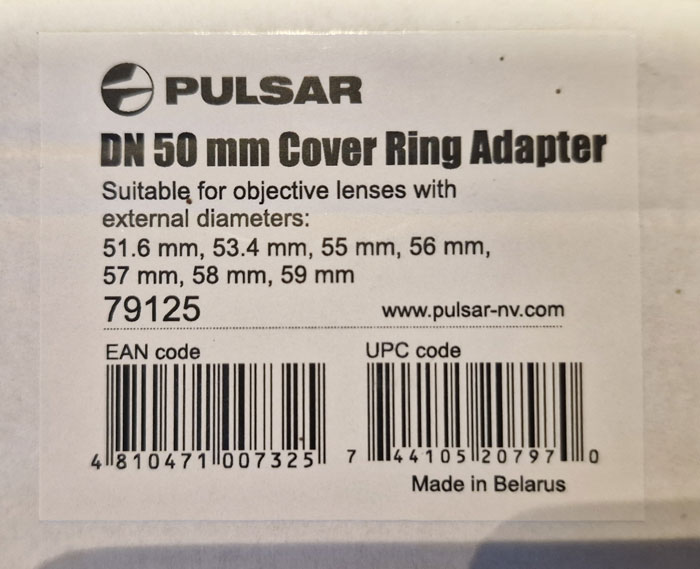 PULSAR
DN 50 mm Cover Ring Adapter
Suitable for objective lenses with
external diameters:
51.6 mm, 53.4 mm, 55 mm, 56 mm,
57 mm, 58 mm, 59 mm
79125 www.pulsar-nv.com
EAN code UPC code
4 810471 007325 7 44105 20797 0
Made in Belarus